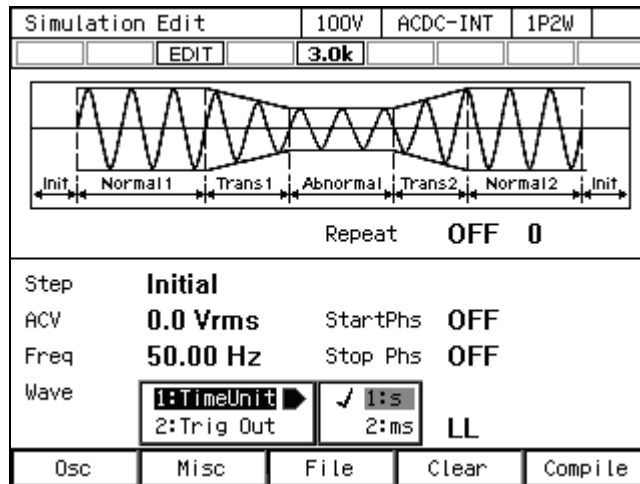 Simulation Edit 100V ACDC-INT 1P2W
EDIT 3.0k
Init Normal1 Trans1 Abnormal Trans2 Normal2 Init
Repeat OFF 0
Step Initial
ACV 0.0 Vrms StartPhs OFF
Freq 50.00 Hz Stop Phs OFF
Wave 1:TimeUnit ✓ 1:s
2:Trig Out 2:ms LL
Osc Misc File Clear Compile